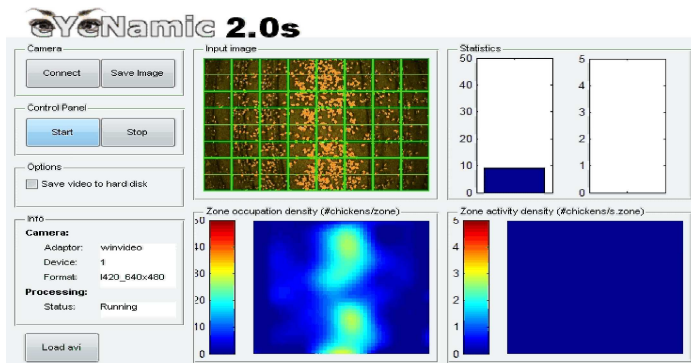 eYeNamic 2.0s
Camera
Connect
Save Image
Control Panel
Start
Stop
Options
Save video to hard disk
Info
Camera:
Adaptor: winvideo
Device: 1
Format: I420_640x480
Processing:
Status: Running
Load avi
Input image
Statistics
50
40
30
20
10
0
5
4
3
2
1
0
Zone occupation density (#chickens/zone)
50
40
30
20
10
0
Zone activity density (#chickens/s.zone)
5
4
3
2
1
0